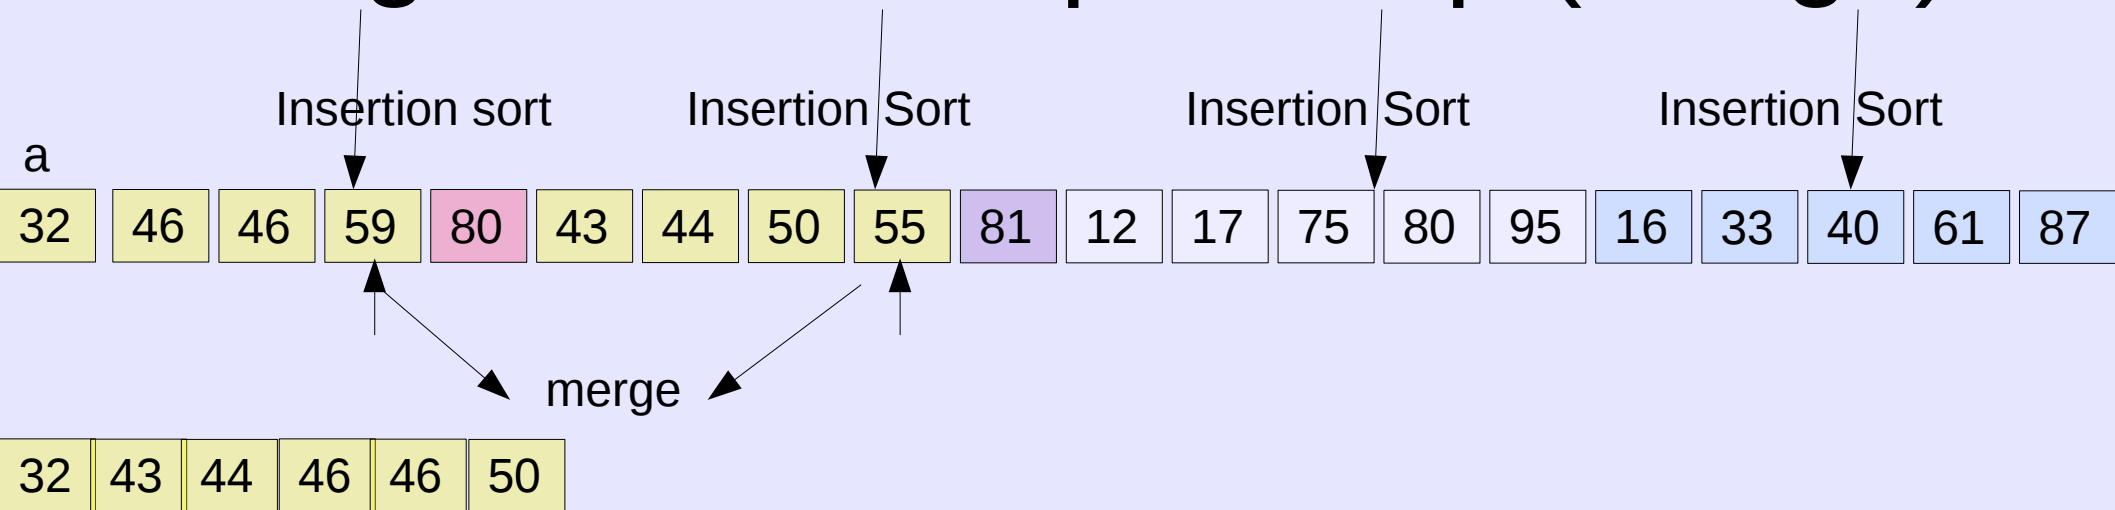 Insertion sort Insertion Sort Insertion Sort Insertion Sort
a
32 46 46 59 80 43 44 50 55 81 12 17 75 80 95 16 33 40 61 87
merge
32 43 44 46 46 50